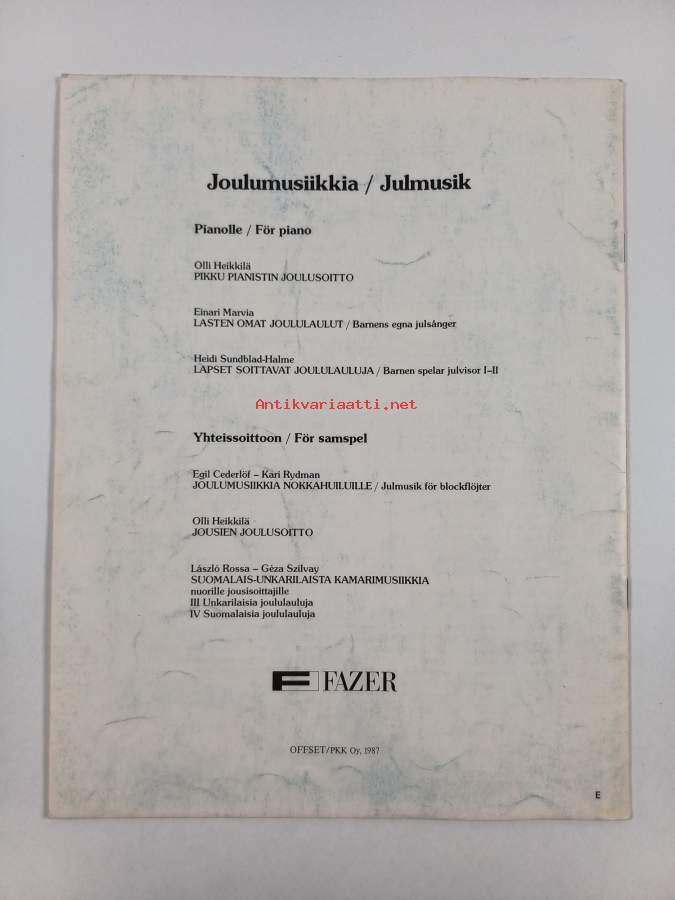 Joulumusiikkia / Julmusik
Pianolle / För piano
Olli Heikkilä
PIKKU PIANISTIN JOULUSOITTO
Einari Marvia
LASTEN OMAT JOULULAULUT / Barnens egna julsånger
Heidi Sundblad-Halme
LAPSET SOITTAVAT JOULULAULUJA / Barnen spelar julvisor I–II
Antikvariaatti.net
Yhteissoittoon / För samspel
Egil Cederlöf – Kari Rydman
JOULUMUSIIKKIA NOKKAHUILUILLE / Julmusik för blockflöjter
Olli Heikkilä
JOUSIEN JOULUSOITTO
László Rossa – Géza Szilvay
SUOMALAIS-UNKARILAISTA KAMARIMUSIIKKIA
nuorille jousisoittajille
III Unkarilaisia joululauluja
IV Suomalaisia joululauluja
F FAZER
OFFSET/PKK Oy, 1987
E